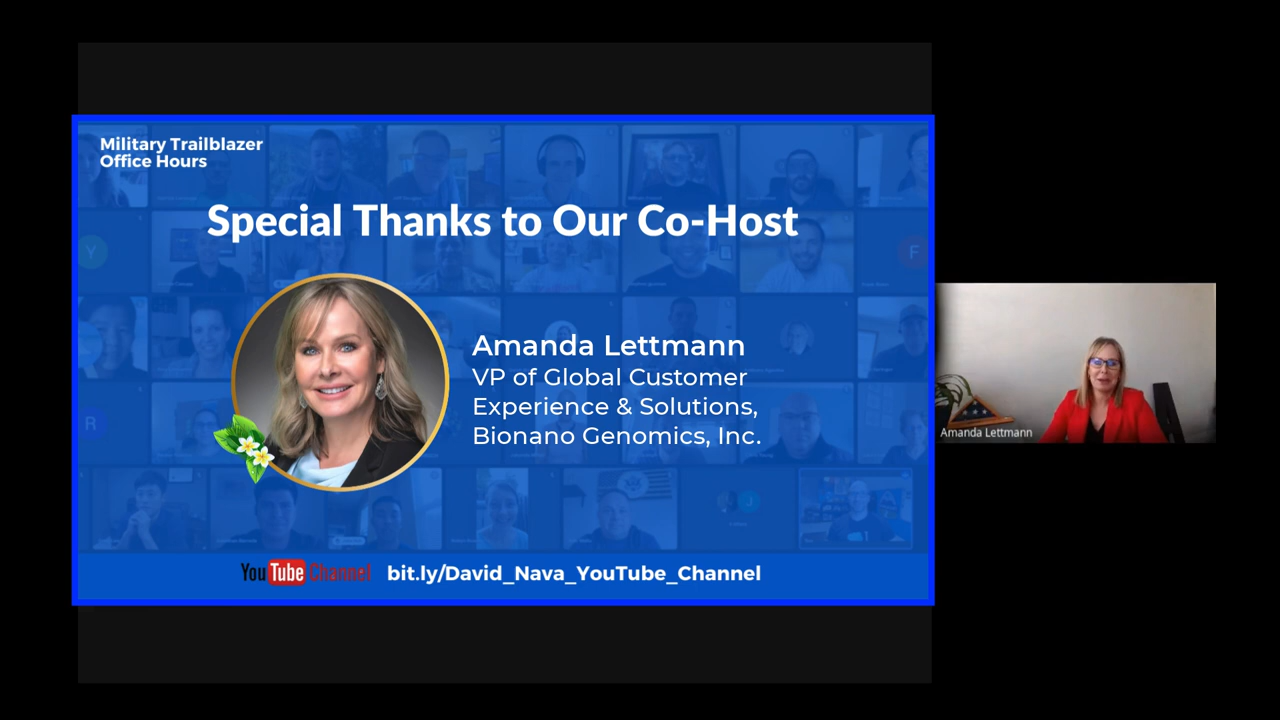 Military Trailblazer
Office Hours
Special Thanks to Our Co-Host
Amanda Lettmann
VP of Global Customer
Experience & Solutions,
Bionano Genomics, Inc.
YouTube Channel bit.ly/David_Nava_YouTube_Channel
Amanda Lettmann
Y
F
R
J